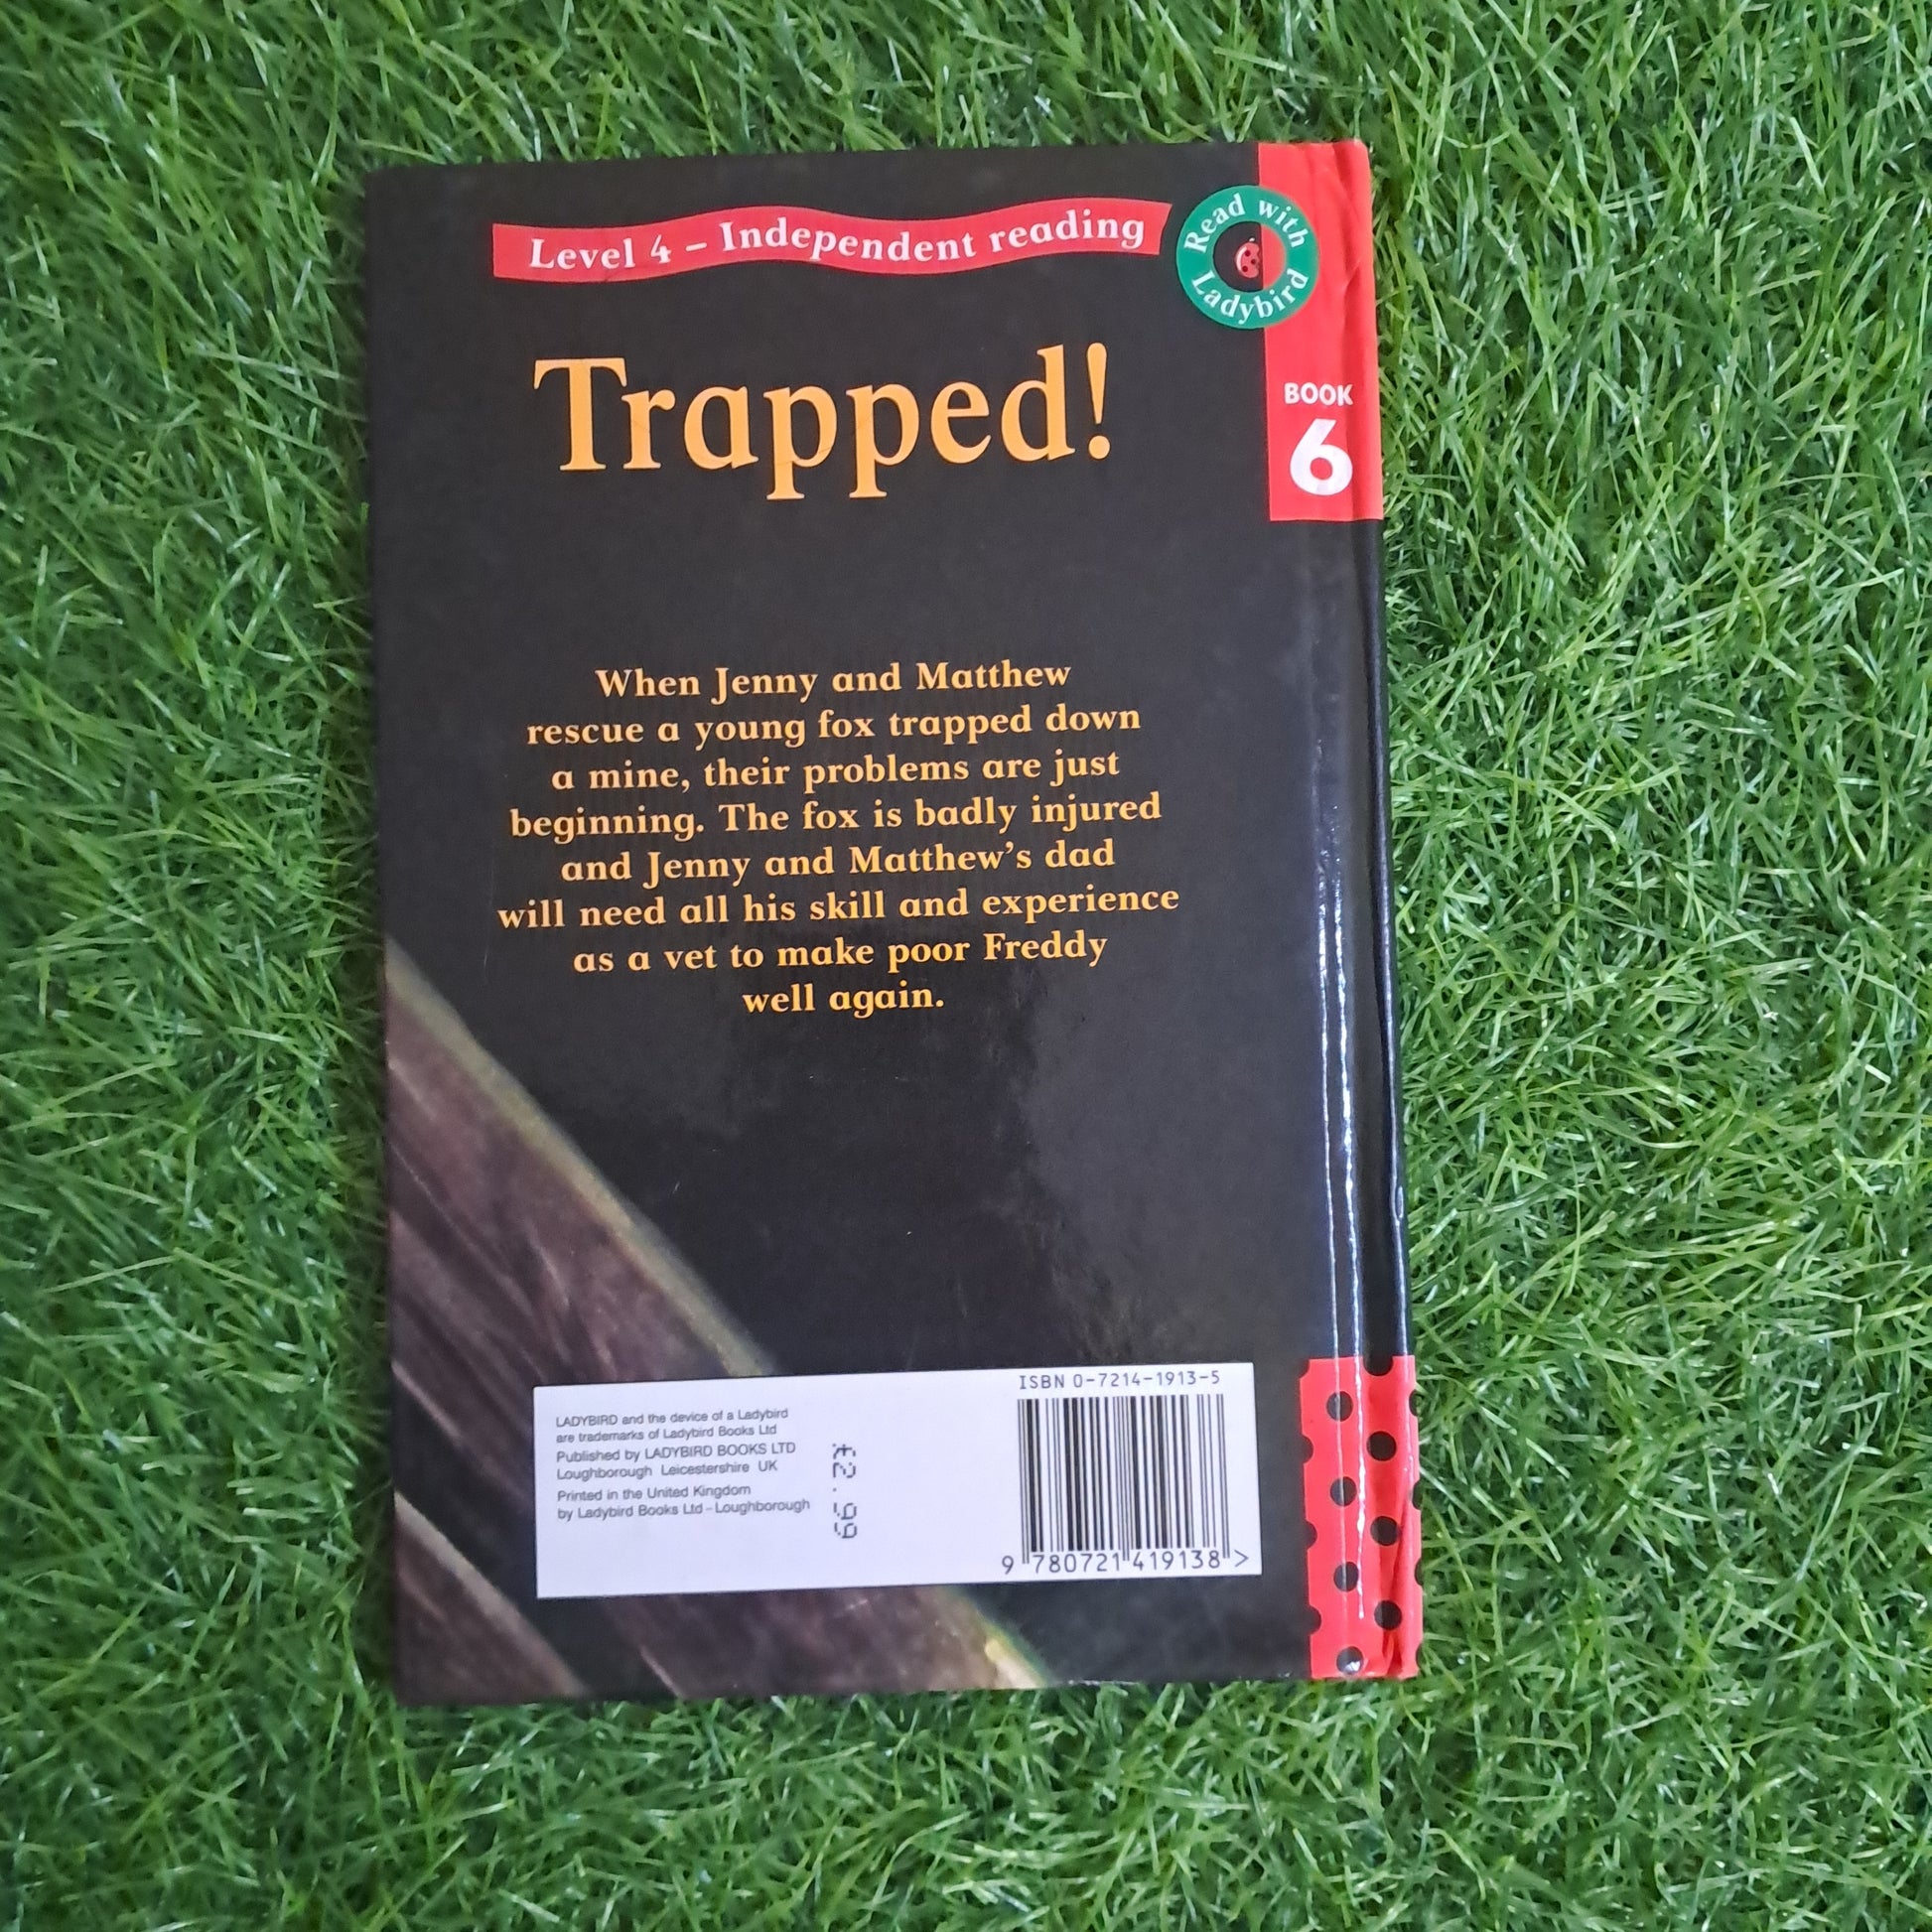 Level 4 – Independent reading
Read with
Ladybird
Trapped!
BOOK
6
When Jenny and Matthew
rescue a young fox trapped down
a mine, their problems are just
beginning. The fox is badly injured
and Jenny and Matthew's dad
will need all his skill and experience
as a vet to make poor Freddy
well again.
LADYBIRD and the device of a Ladybird
are trademarks of Ladybird Books Ltd
Published by LADYBIRD BOOKS LTD
Loughborough Leicestershire UK
Printed in the United Kingdom
by Ladybird Books Ltd – Loughborough
£2.99
ISBN 0-7214-1913-5
9 780721 419138 >